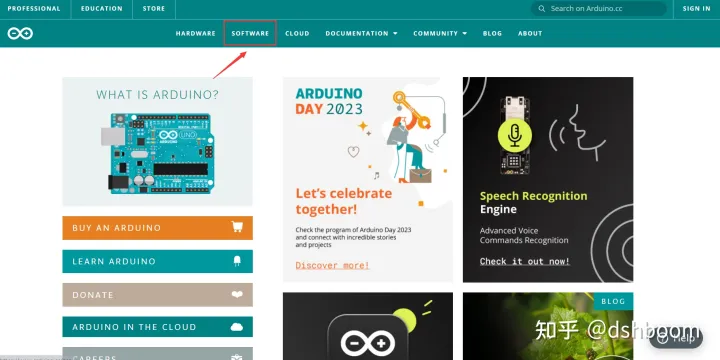 PROFESSIONAL
EDUCATION
STORE
Search on Arduino.cc
SIGN IN
HARDWARE
SOFTWARE
CLOUD
DOCUMENTATION
COMMUNITY
BLOG
ABOUT
WHAT IS ARDUINO?
UNO
ARDUINO
BUY AN ARDUINO
LEARN ARDUINO
DONATE
ARDUINO IN THE CLOUD
CAREERS
ARDUINO
DAY 2023
Let's celebrate
together!
Check the program of Arduino Day 2023
and connect with incredible stories
and projects
Discover more!
Speech Recognition
Engine
Advanced Voice
Commands Recognition
Check it out now!
BLOG
Help
知乎 @dshboom